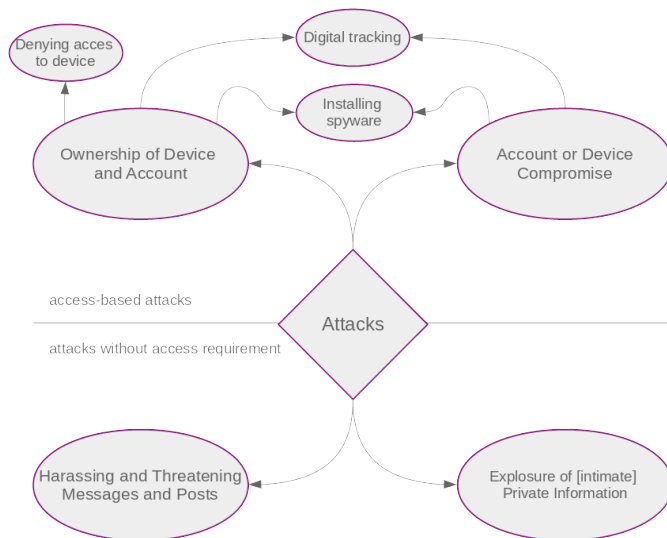 Denying acces
to device
Digital tracking
Installing
spyware
Ownership of Device
and Account
Account or Device
Compromise
access-based attacks
Attacks
attacks without access requirement
Harassing and Threatening
Messages and Posts
Explosure of [intimate]
Private Information